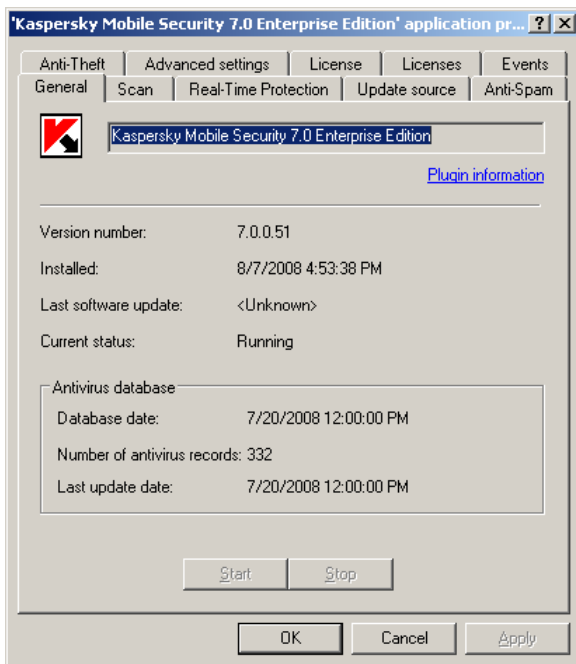 'Kaspersky Mobile Security 7.0 Enterprise Edition' application pr...
Anti-Theft Advanced settings License Licenses Events
General Scan Real-Time Protection Update source Anti-Spam
Kaspersky Mobile Security 7.0 Enterprise Edition
Plugin information
Version number: 7.0.0.51
Installed: 8/7/2008 4:53:38 PM
Last software update: <Unknown>
Current status: Running
Antivirus database
Database date: 7/20/2008 12:00:00 PM
Number of antivirus records: 332
Last update date: 7/20/2008 12:00:00 PM
Start Stop
OK Cancel Apply